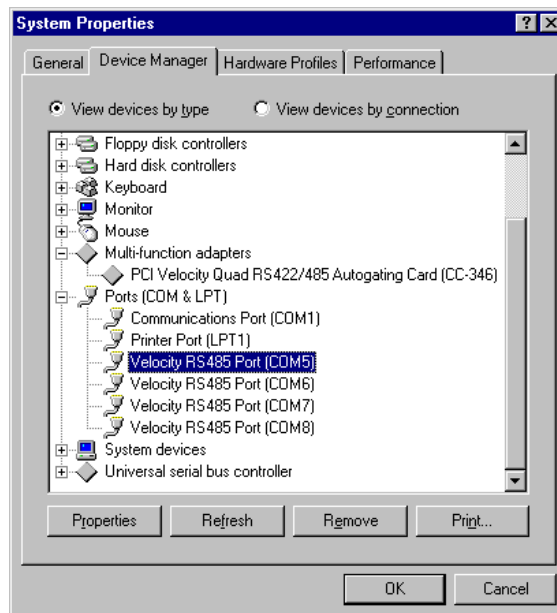 System Properties
General Device Manager Hardware Profiles Performance
View devices by type View devices by connection
Floppy disk controllers
Hard disk controllers
Keyboard
Monitor
Mouse
Multi-function adapters
PCI Velocity Quad RS422/485 Autogating Card (CC-346)
Ports (COM & LPT)
Communications Port (COM1)
Printer Port (LPT1)
Velocity RS485 Port (COM5)
Velocity RS485 Port (COM6)
Velocity RS485 Port (COM7)
Velocity RS485 Port (COM8)
System devices
Universal serial bus controller
Properties Refresh Remove Print...
OK Cancel